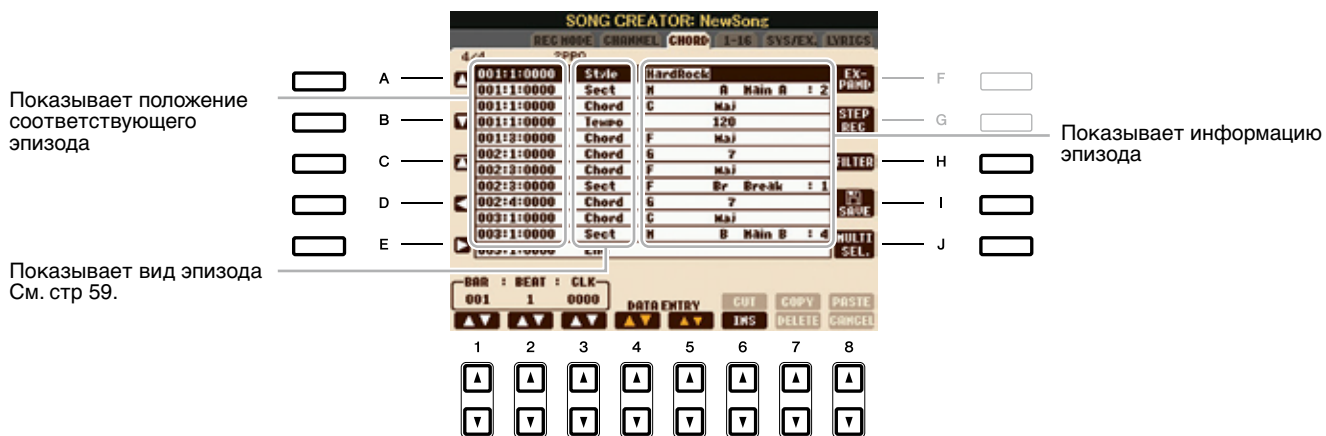 SONG CREATOR: NewSong
REC MODE CHANNEL CHORD 1-16 SYS/EX. LYRICS
4/4
001:1:0000 Style HardRock
001:1:0000 Sect M A Main A : 2
001:1:0000 Chord C Maj
001:1:0000 Tempo 120
001:3:0000 Chord F Maj
002:1:0000 Chord G 7
002:3:0000 Chord F Maj
002:3:0000 Sect F Br Break : 1
002:4:0000 Chord G 7
003:1:0000 Chord C Maj
003:1:0000 Sect M B Main B : 4
A
B
C
D
E
EX-
PAND
STEP
REC
FILTER
SAVE
MULTI
SEL.
F
G
H
I
J
Показывает положение
соответствующего
эпизода
Показывает информацию
эпизода
Показывает вид эпизода
См. стр 59.
BAR : BEAT : CLK
001 1 0000
DATA ENTRY
CUT COPY PASTE
INS DELETE CANCEL
1 2 3 4 5 6 7 8